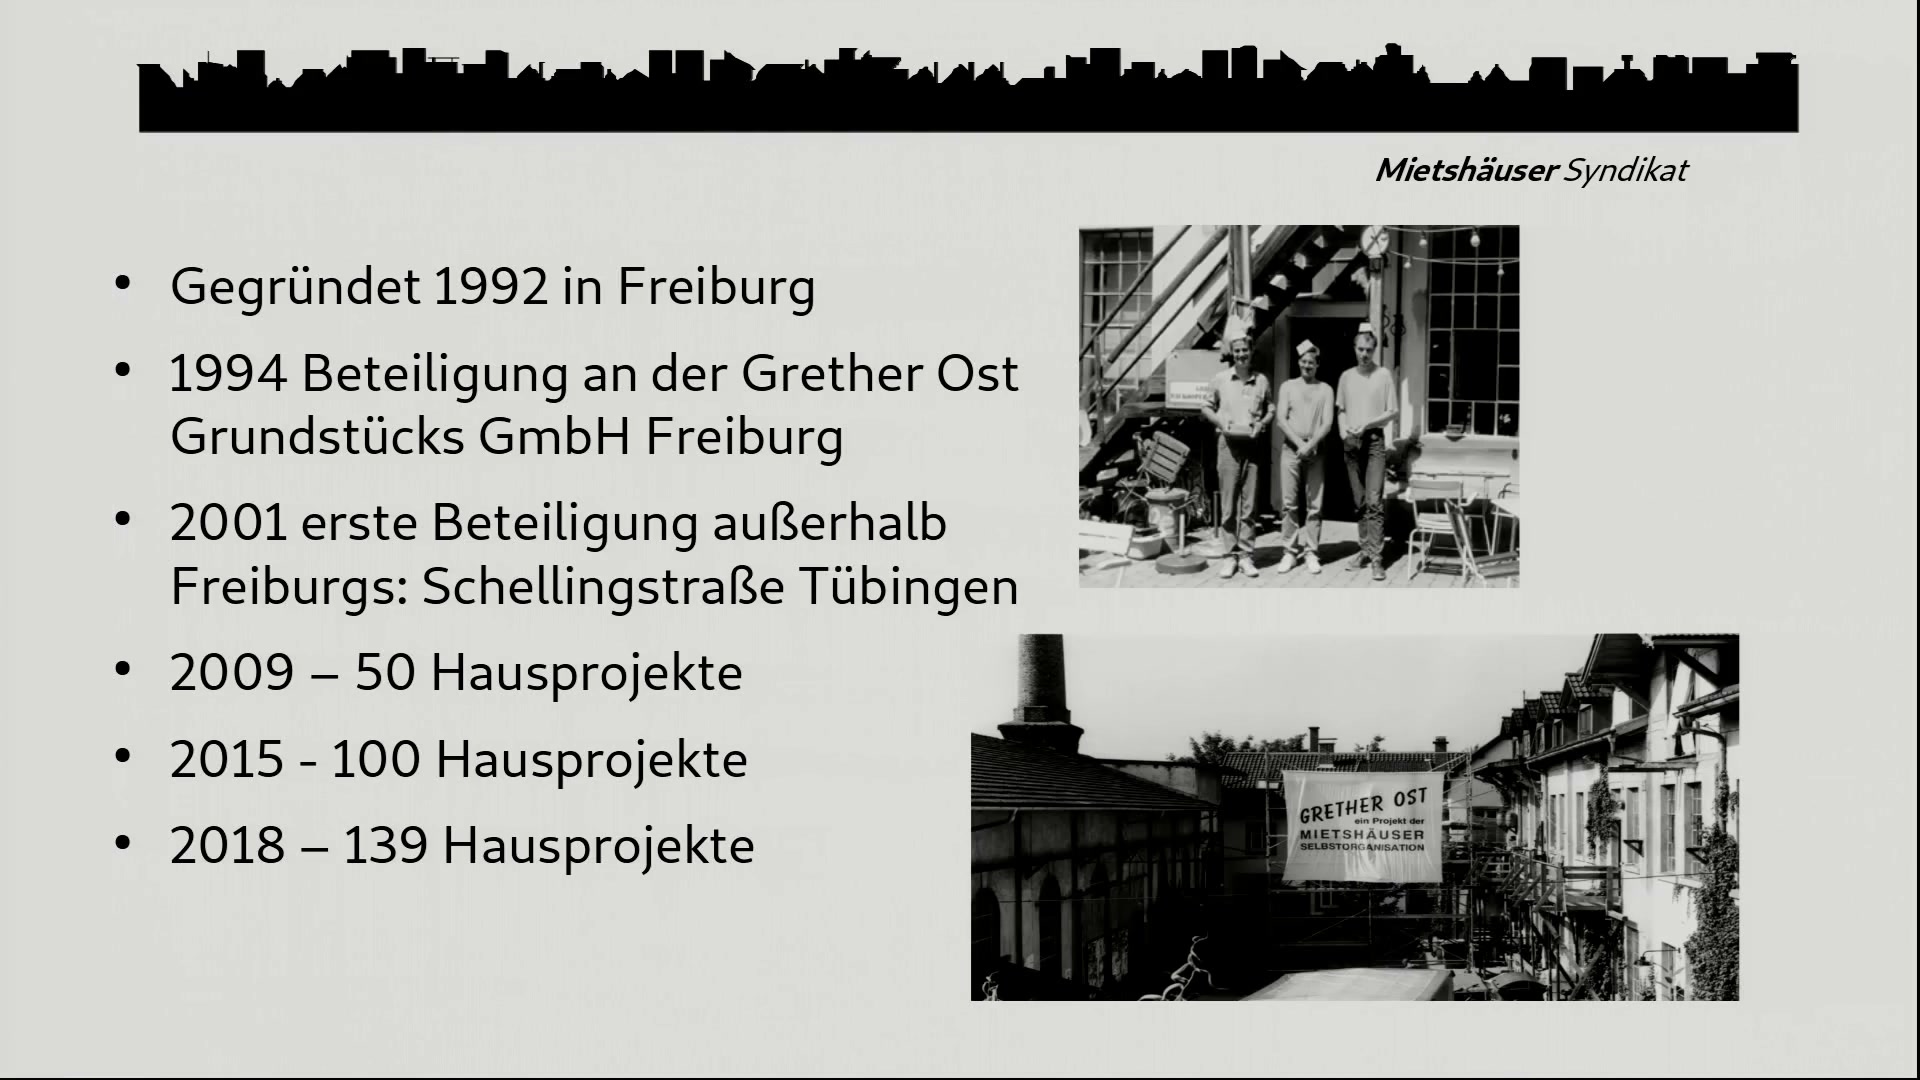 Mietshäuser Syndikat
• Gegründet 1992 in Freiburg
• 1994 Beteiligung an der Grether Ost
Grundstücks GmbH Freiburg
• 2001 erste Beteiligung außerhalb
Freiburgs: Schellingstraße Tübingen
• 2009 – 50 Hausprojekte
• 2015 - 100 Hausprojekte
• 2018 – 139 Hausprojekte
GRETHER OST
ein Projekt der
MIETSHÄUSER
SELBSTORGANISATION